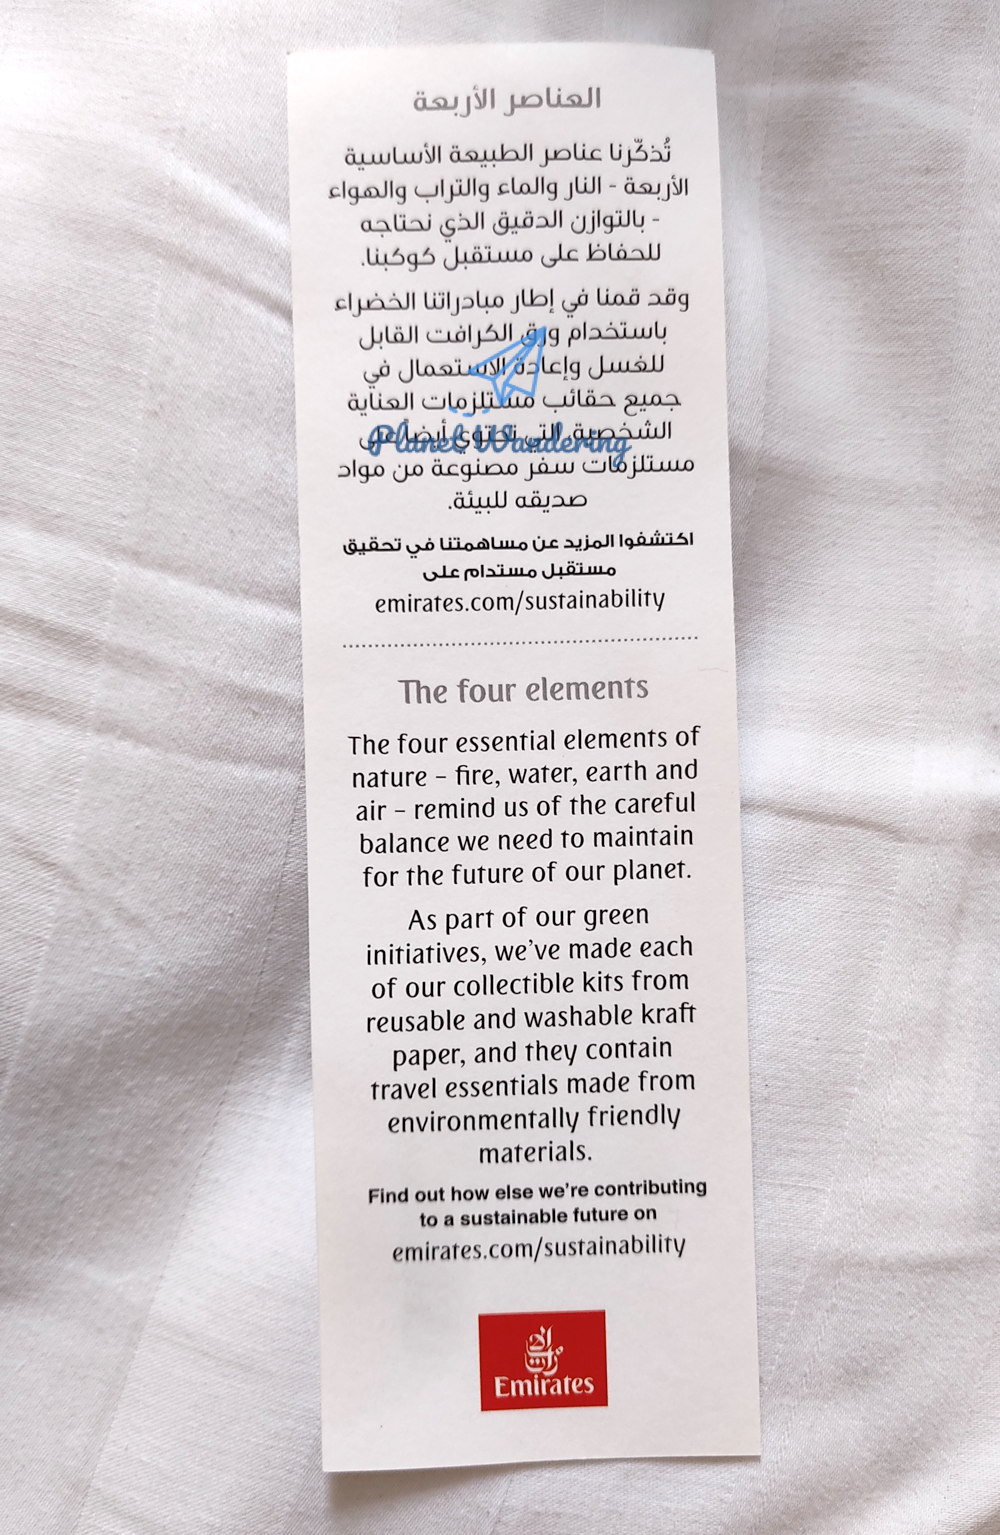 العناصر الأربعة
تُذكّرنا عناصر الطبيعة الأساسية
الأربعة - النار والماء والتراب والهواء
- بالتوازن الدقيق الذي نحتاجه
للحفاظ على مستقبل كوكبنا.
وقد قمنا في إطار مبادراتنا الخضراء
باستخدام ورق الكرافت القابل
للغسل وإعادة الاستعمال في
جميع حقائب مستلزمات العناية
الشخصية التي تحتوي أيضاً على
Planet Wandering
مستلزمات سفر مصنوعة من مواد
صديقه للبيئة.
اكتشفوا المزيد عن مساهمتنا في تحقيق
مستقبل مستدام على
emirates.com/sustainability
The four elements
The four essential elements of
nature – fire, water, earth and
air – remind us of the careful
balance we need to maintain
for the future of our planet.
As part of our green
initiatives, we’ve made each
of our collectible kits from
reusable and washable kraft
paper, and they contain
travel essentials made from
environmentally friendly
materials.
Find out how else we’re contributing
to a sustainable future on
emirates.com/sustainability
الإمارات
Emirates